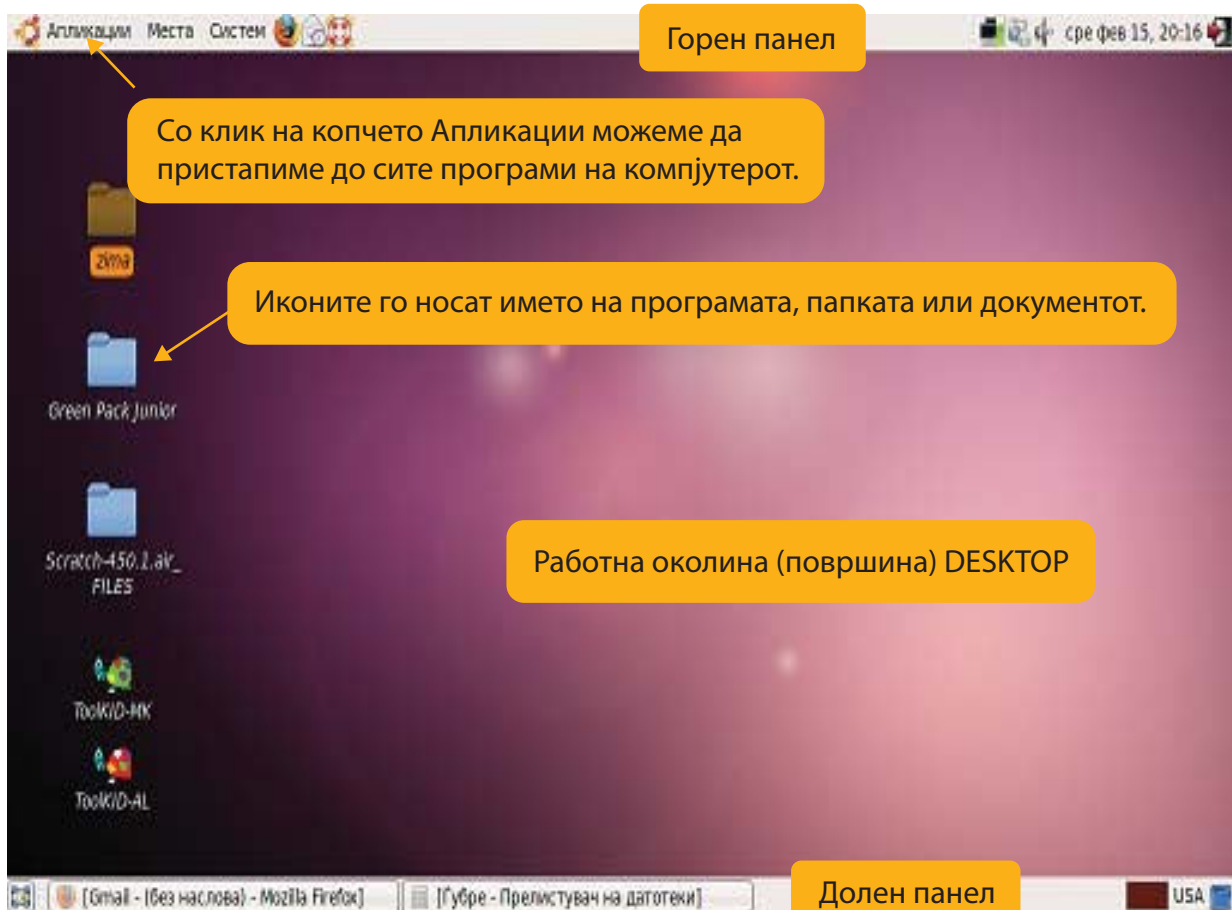 Апликации Места Систем
Горен панел
сре фев 15, 20:16
Со клик на копчето Апликации можеме да
пристапиме до сите програми на компјутерот.
zima
Иконите го носат името на програмата, папката или документот.
Green Pack Junior
Scratch-450.1.air_
FILES
Работна околина (површина) DESKTOP
ToolKID-MK
ToolKID-AL
[Gmail - (без наслова) - Mozilla Firefox]
[Ѓубре - Прелистувач на датотеки]
Долен панел
USA